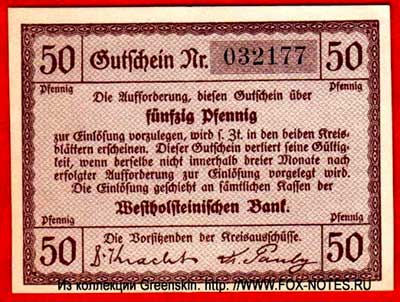 50 Gutschein Nr. 032177 50
Pfennig Pfennig
Die Aufforderung, diesen Gutschein über
fünfzig Pfennig
zur Einlösung vorzulegen, wird s. Zt. in den beiden Kreis-
blättern erscheinen. Dieser Gutschein verliert seine Gültig-
keit, wenn derselbe nicht innerhalb dreier Monate nach
erfolgter Aufforderung zur Einlösung vorgelegt wird.
Die Einlösung geschieht an sämtlichen Kassen der
Westholsteinischen Bank.
Pfennig Pfennig
50 Die Vorsitzenden der Kreisausschüsse. 50
Из коллекции Greenskin. http://www.FOX-NOTES.RU